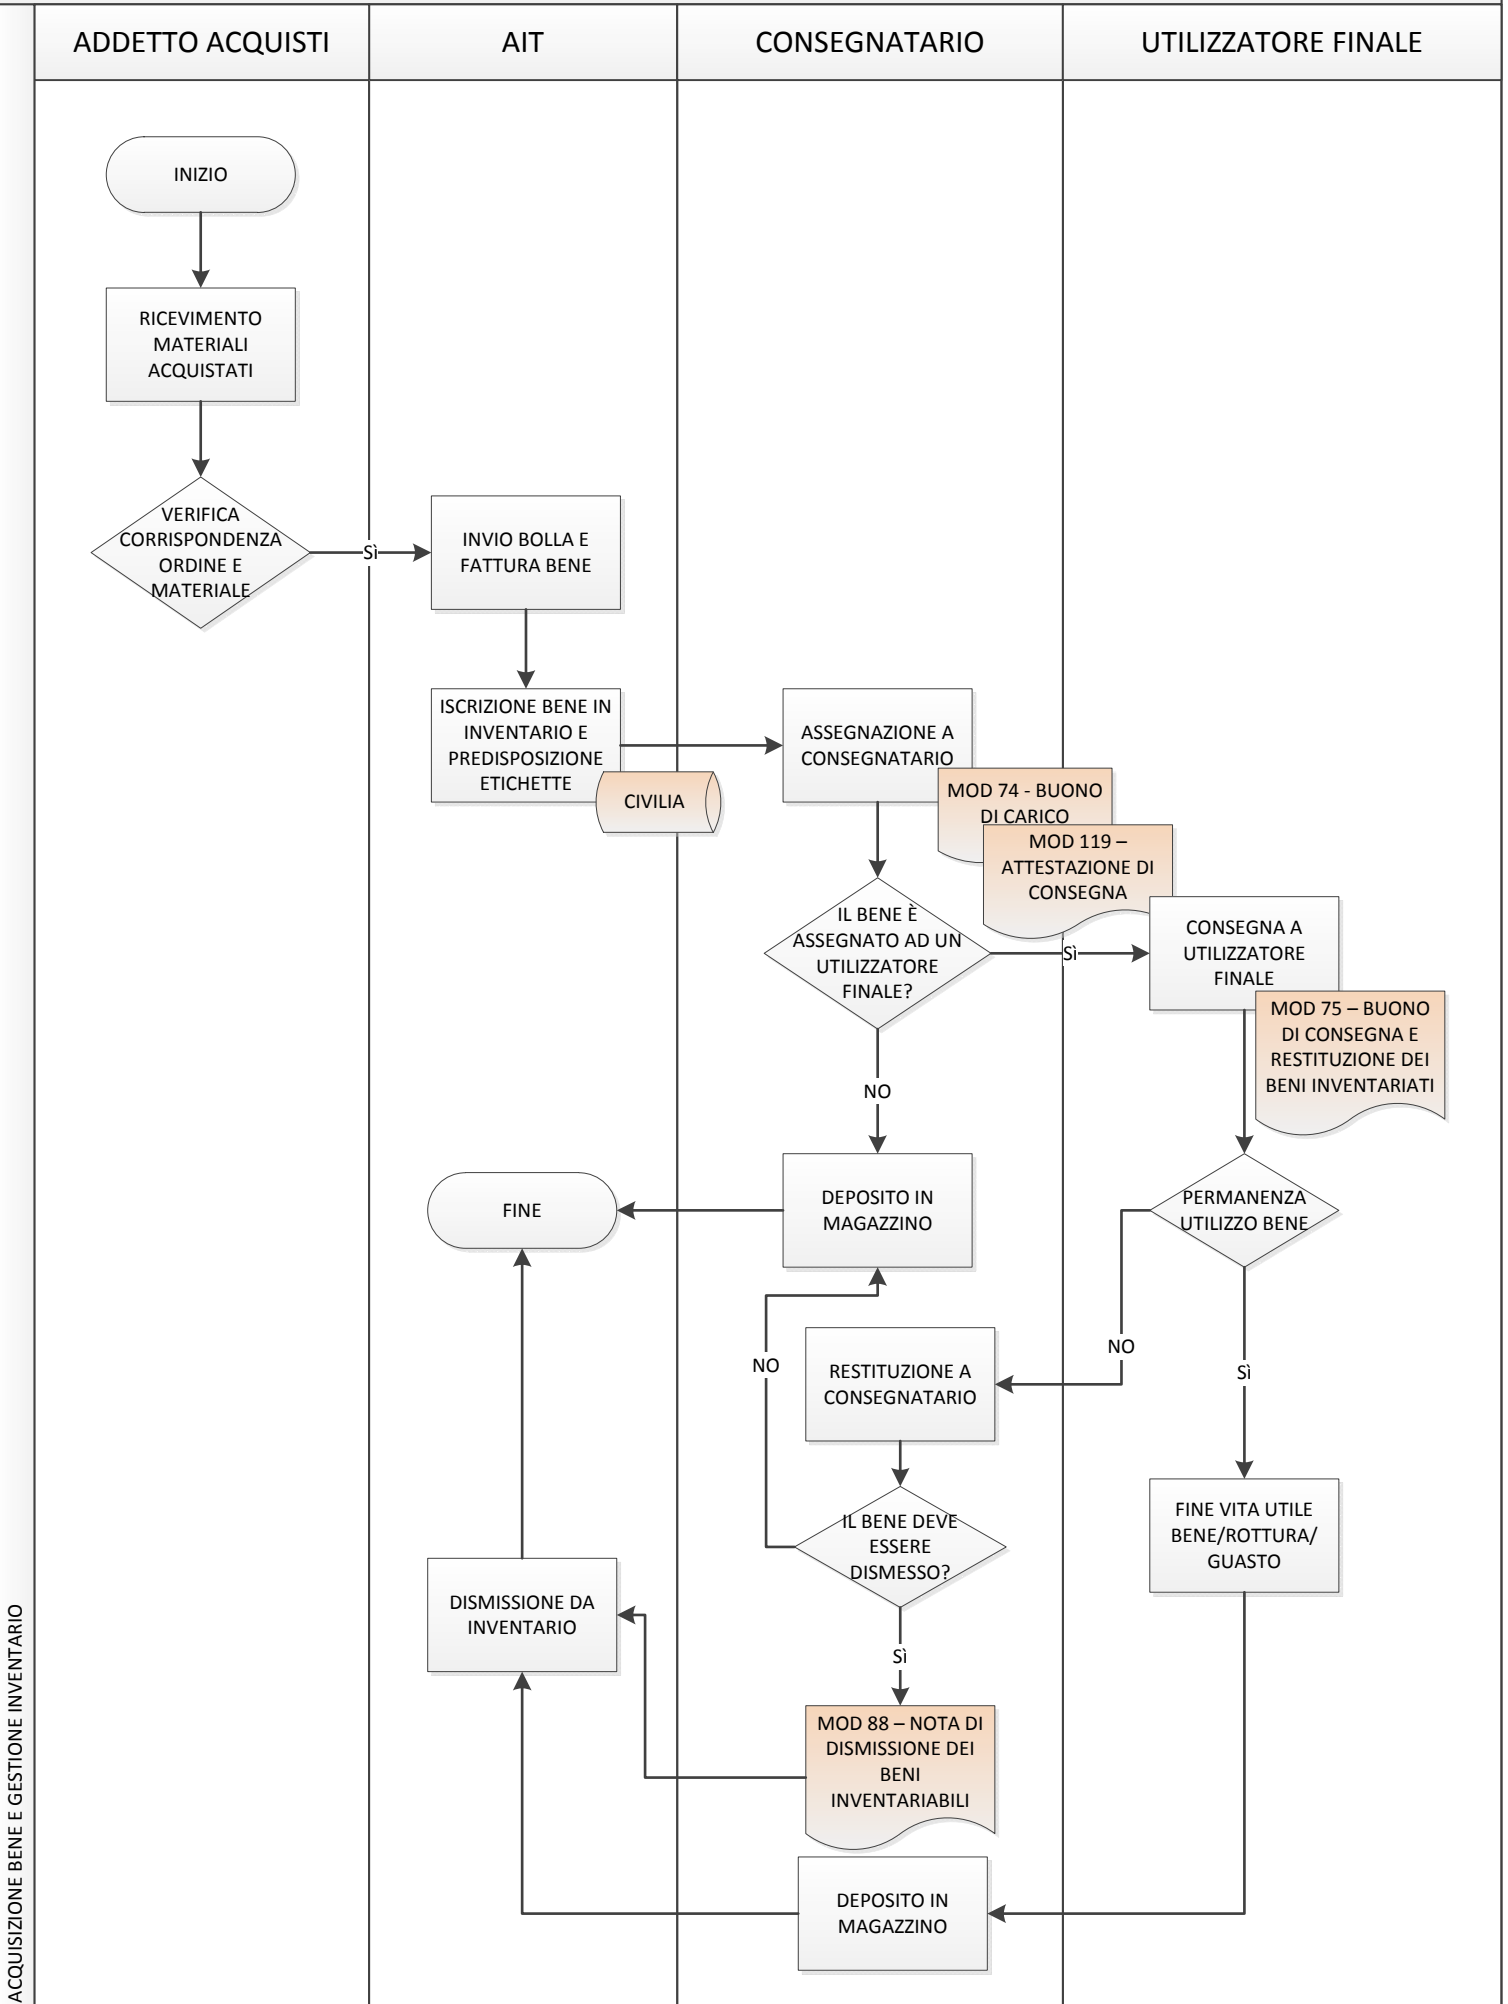 ADDETTO ACQUISTI
AIT
CONSEGNATARIO
UTILIZZATORE FINALE
INIZIO
RICEVIMENTO
MATERIALI
ACQUISTATI
VERIFICA
CORRISPONDENZA
ORDINE E
MATERIALE
Sì
INVIO BOLLA E
FATTURA BENE
ISCRIZIONE BENE IN
INVENTARIO E
PREDISPOSIZIONE
ETICHETTE
CIVILIA
ASSEGNAZIONE A
CONSEGNATARIO
MOD 74 - BUONO
DI CARICO
MOD 119 –
ATTESTAZIONE DI
CONSEGNA
IL BENE È
ASSEGNATO AD UN
UTILIZZATORE
FINALE?
Sì
CONSEGNA A
UTILIZZATORE
FINALE
MOD 75 – BUONO
DI CONSEGNA E
RESTITUZIONE DEI
BENI INVENTARIATI
NO
DEPOSITO IN
MAGAZZINO
FINE
PERMANENZA
UTILIZZO BENE
NO
Sì
RESTITUZIONE A
CONSEGNATARIO
NO
IL BENE DEVE
ESSERE
DISMESSO?
FINE VITA UTILE
BENE/ROTTURA/
GUASTO
DISMISSIONE DA
INVENTARIO
Sì
MOD 88 – NOTA DI
DISMISSIONE DEI
BENI
INVENTARIABILI
DEPOSITO IN
MAGAZZINO
ACQUISIZIONE BENE E GESTIONE INVENTARIO